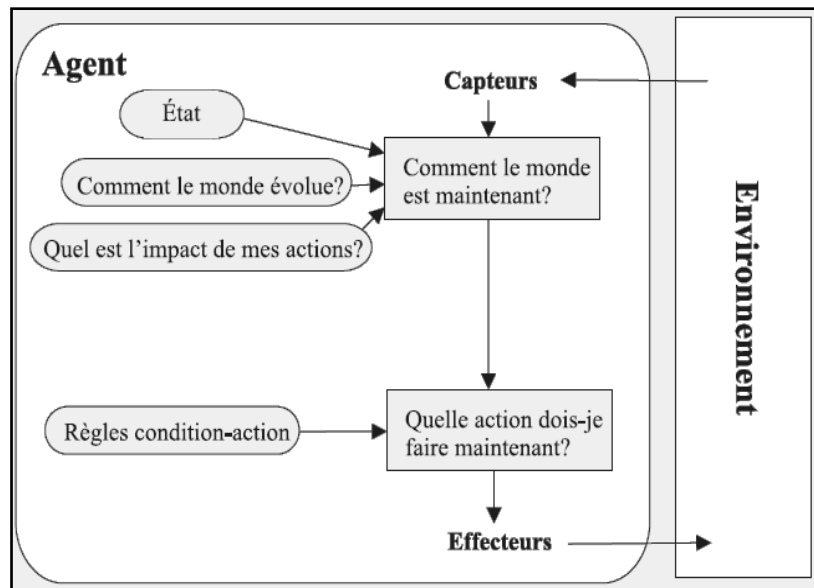 Agent
Capteurs
État
Comment le monde
est maintenant?
Comment le monde évolue?
Quel est l'impact de mes actions?
Environnement
Quelle action dois-je
faire maintenant?
Règles condition-action
Effecteurs